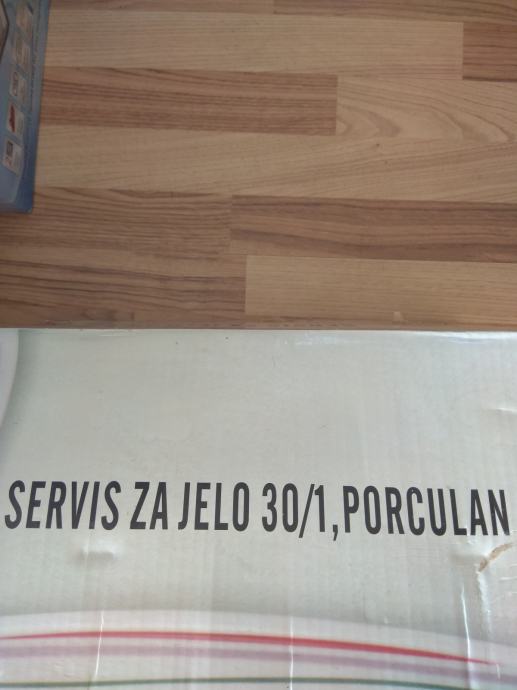 SERVIS ZA JELO 30/1, PORCULAN